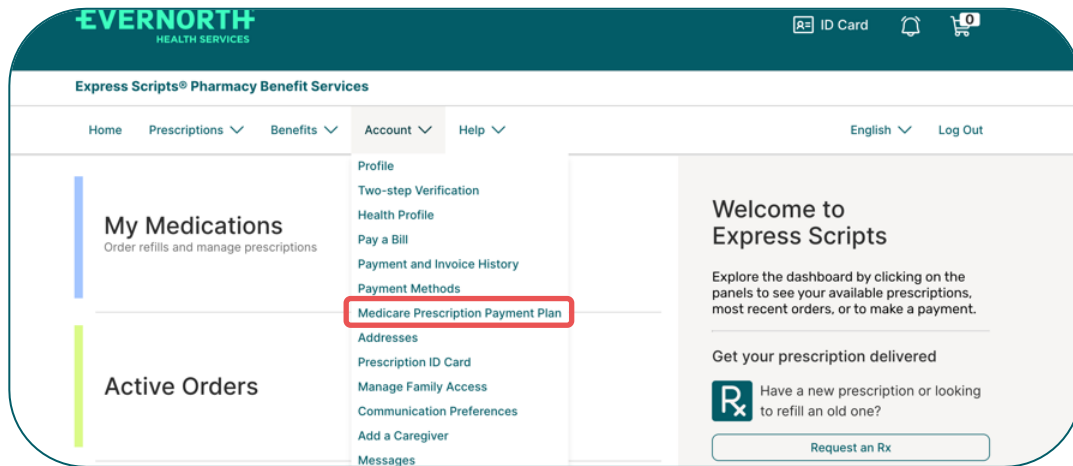 EVERNORTH
HEALTH SERVICES
ID Card
0
Express Scripts® Pharmacy Benefit Services
Home Prescriptions Benefits Account Help English Log Out
Profile
Two-step Verification
Health Profile
Pay a Bill
Payment and Invoice History
Payment Methods
Medicare Prescription Payment Plan
Addresses
Prescription ID Card
Manage Family Access
Communication Preferences
Add a Caregiver
Messages
My Medications
Order refills and manage prescriptions
Active Orders
Welcome to
Express Scripts
Explore the dashboard by clicking on the
panels to see your available prescriptions,
most recent orders, or to make a payment.
Get your prescription delivered
Rx
Have a new prescription or looking
to refill an old one?
Request an Rx